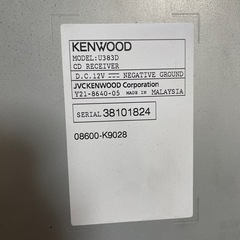 KENWOOD
MODEL:U383D
CD RECEIVER
D.C.12V ⎓ NEGATIVE GROUND
JVCKENWOOD Corporation
Y21-8640-05 MADE IN MALAYSIA
SERIAL 38101824
08600-K9028